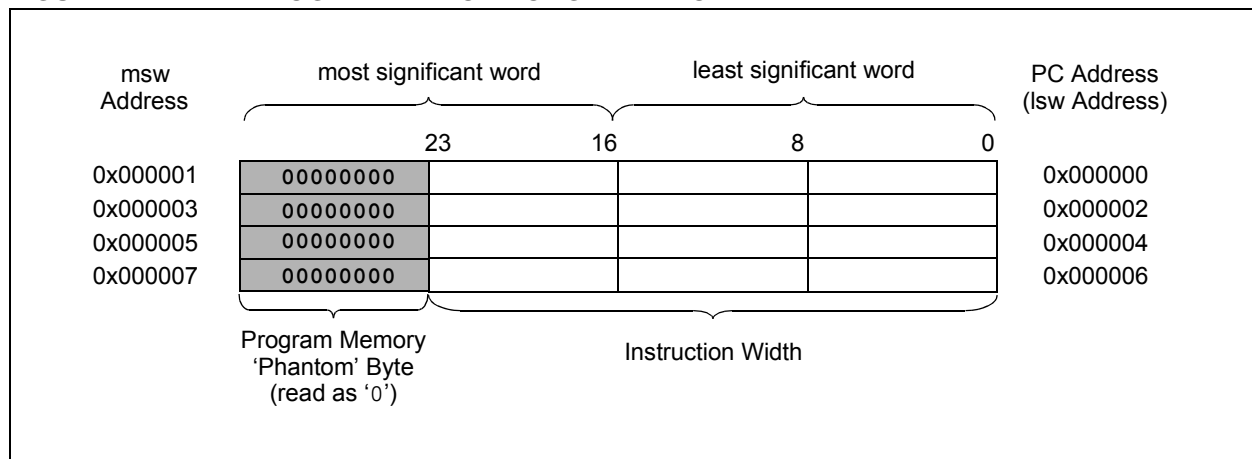 msw
Address
most significant word
least significant word
PC Address
(lsw Address)
23 16 8 0
0x000001 00000000 0x000000
0x000003 00000000 0x000002
0x000005 00000000 0x000004
0x000007 00000000 0x000006
Program Memory
‘Phantom’ Byte
(read as ‘0’)
Instruction Width